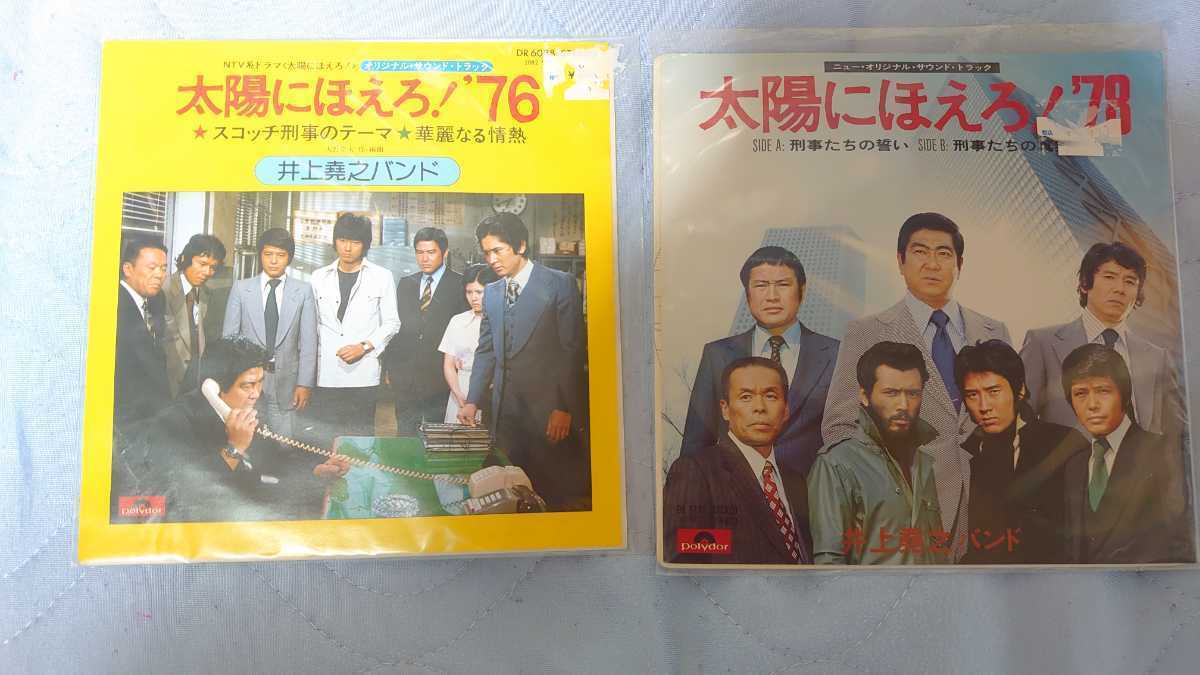 DR 6028
NTV系ドラマ《太陽にほえろ!》 オリジナル・サウンド・トラック
太陽にほえろ!'76
★スコッチ刑事のテーマ★華麗なる情熱
井上堯之バンド
polydor
ニュー・オリジナル・サウンド・トラック
太陽にほえろ!'78
SIDE A: 刑事たちの誓い SIDE B: 刑事たちの
井上堯之バンド
polydor